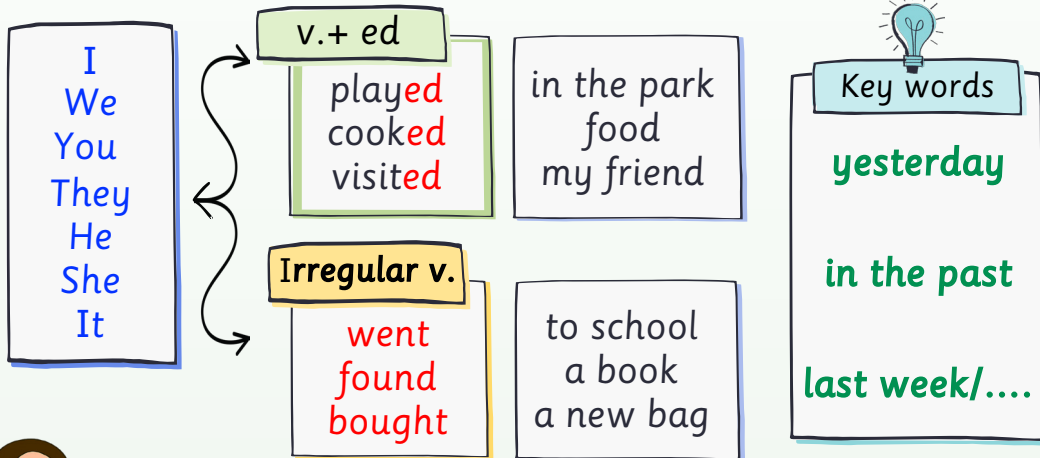 I
We
You
They
He
She
It
v.+ ed
played
cooked
visited
in the park
food
my friend
Irregular v.
went
found
bought
to school
a book
a new bag
Key words
yesterday
in the past
last week/....